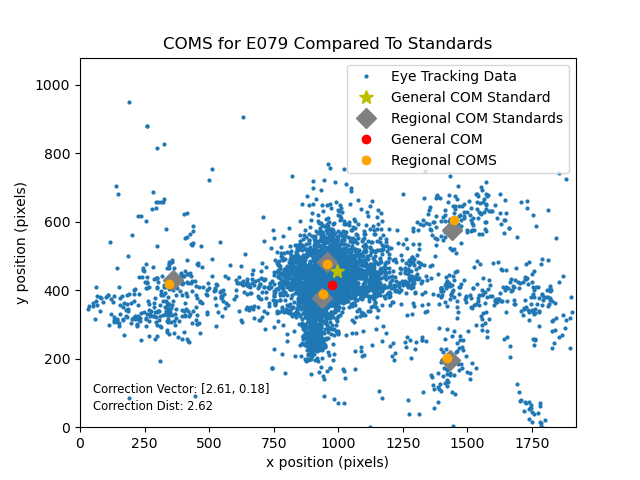 COMS for E079 Compared To Standards
Eye Tracking Data
General COM Standard
Regional COM Standards
General COM
Regional COMS
1000
800
600
400
200
0
y position (pixels)
Correction Vector: [2.61, 0.18]
Correction Dist: 2.62
0 250 500 750 1000 1250 1500 1750
x position (pixels)